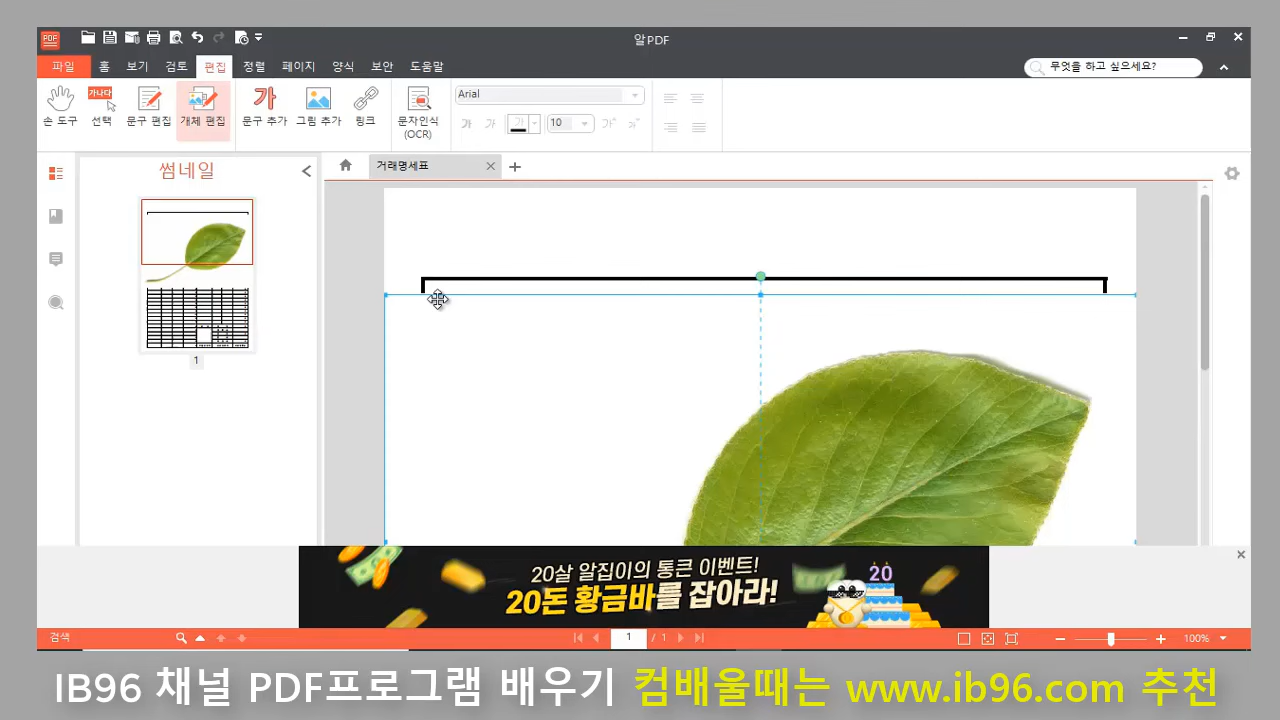 PDF
알PDF
파일 홈 보기 검토 편집 정렬 페이지 양식 보안 도움말
무엇을 하고 싶으세요?
가나다
가
손 도구 선택 문구 편집 개체 편집 문구 추가 그림 추가 링크 문자인식 (OCR)
Arial
가 가 가 10 가 가
썸네일
거래명세표
1
20살 알집이의 통큰 이벤트!
20돈 황금바를 잡아라!
20
검색
1 / 1
100%
IB96 채널 PDF프로그램 배우기 컴배울때는 www.ib96.com 추천